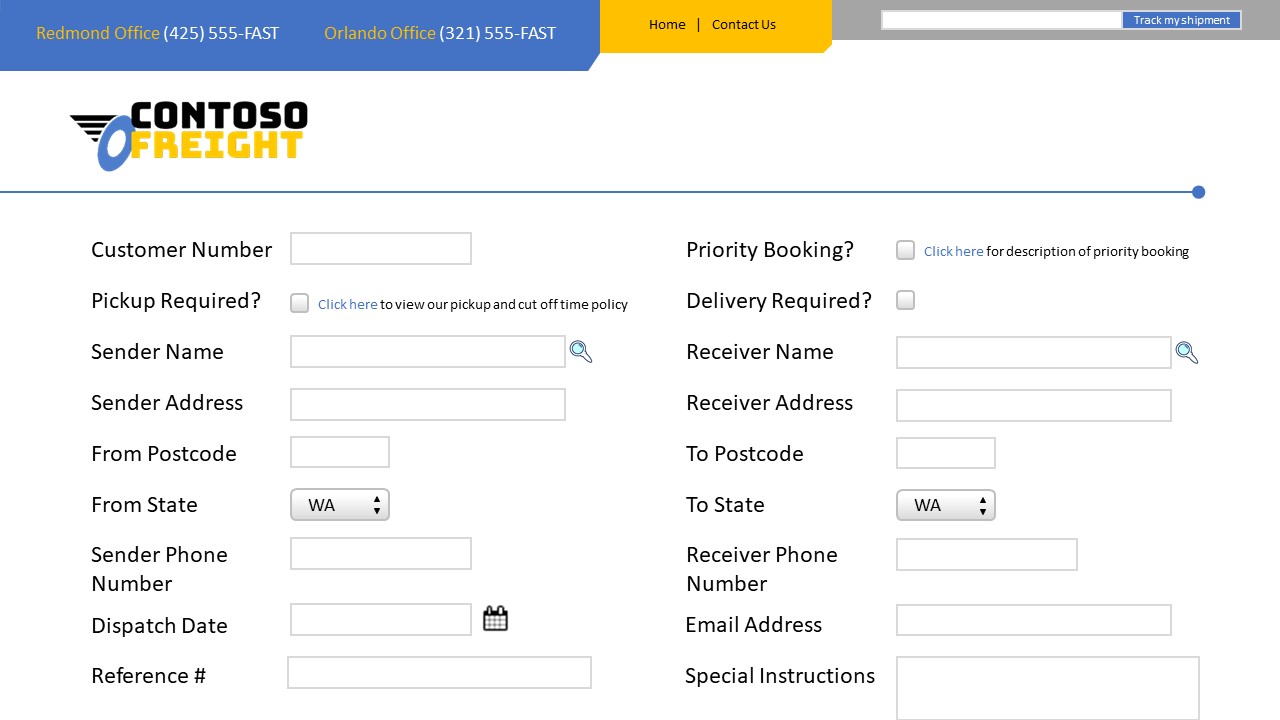 Redmond Office (425) 555-FAST
Orlando Office (321) 555-FAST
Home | Contact Us
Track my shipment
CONTOSO
FREIGHT
Customer Number
Priority Booking?
Click here for description of priority booking
Pickup Required?
Click here to view our pickup and cut off time policy
Delivery Required?
Sender Name
Receiver Name
Sender Address
Receiver Address
From Postcode
To Postcode
From State
WA
To State
WA
Sender Phone
Number
Receiver Phone
Number
Dispatch Date
Email Address
Reference #
Special Instructions